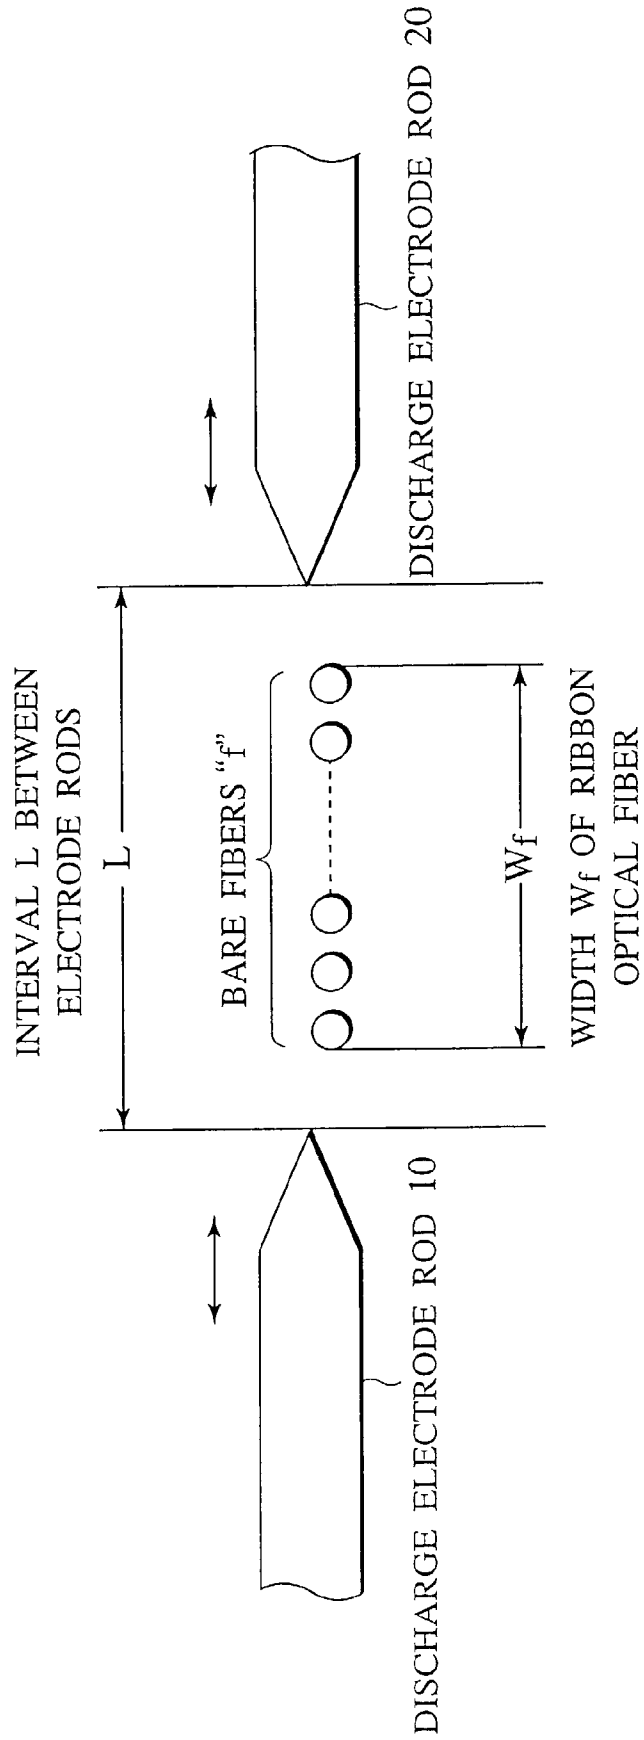 INTERVAL L BETWEEN
ELECTRODE RODS
L
BARE FIBERS “f”
DISCHARGE ELECTRODE ROD 10
DISCHARGE ELECTRODE ROD 20
Wf
WIDTH Wf OF RIBBON
OPTICAL FIBER